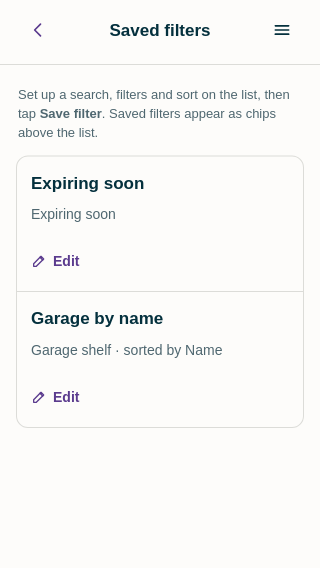 Saved filters
Set up a search, filters and sort on the list, then
tap Save filter. Saved filters appear as chips
above the list.
Expiring soon
Expiring soon
Edit
Garage by name
Garage shelf · sorted by Name
Edit